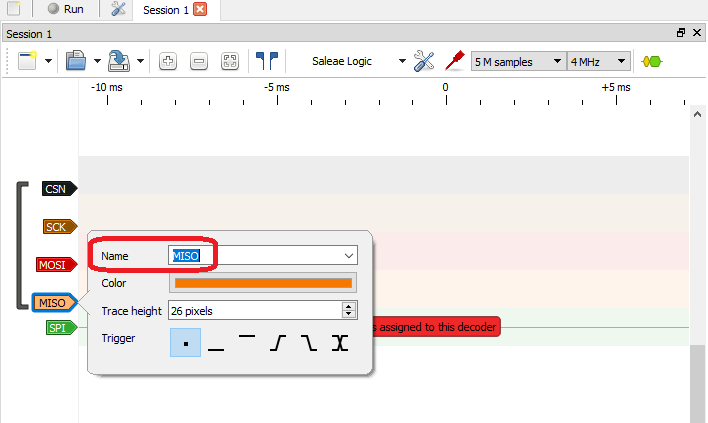 Run Session 1
Session 1
Saleae Logic 5 M samples 4 MHz
-10 ms -5 ms 0 +5 ms
CSN
SCK
MOSI
MISO
SPI
Name MISO
Color
Trace height 26 pixels
Trigger
assigned to this decoder